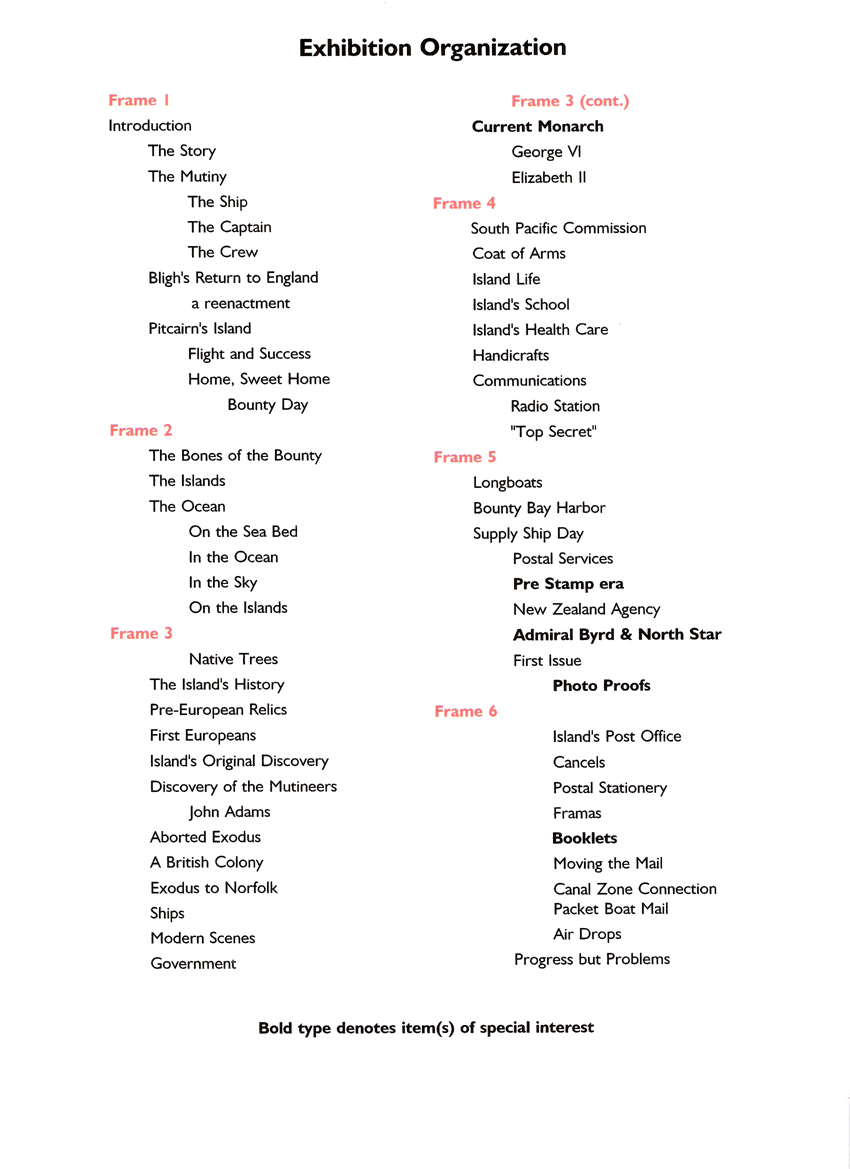 Exhibition Organization
Frame 1
Introduction
The Story
The Mutiny
The Ship
The Captain
The Crew
Bligh's Return to England
a reenactment
Pitcairn's Island
Flight and Success
Home, Sweet Home
Bounty Day
Frame 2
The Bones of the Bounty
The Islands
The Ocean
On the Sea Bed
In the Ocean
In the Sky
On the Islands
Frame 3
Native Trees
The Island's History
Pre-European Relics
First Europeans
Island's Original Discovery
Discovery of the Mutineers
John Adams
Aborted Exodus
A British Colony
Exodus to Norfolk
Ships
Modern Scenes
Government
Frame 3 (cont.)
Current Monarch
George VI
Elizabeth II
Frame 4
South Pacific Commission
Coat of Arms
Island Life
Island's School
Island's Health Care
Handicrafts
Communications
Radio Station
"Top Secret"
Frame 5
Longboats
Bounty Bay Harbor
Supply Ship Day
Postal Services
Pre Stamp era
New Zealand Agency
Admiral Byrd & North Star
First Issue
Photo Proofs
Frame 6
Island's Post Office
Cancels
Postal Stationery
Framas
Booklets
Moving the Mail
Canal Zone Connection
Packet Boat Mail
Air Drops
Progress but Problems
Bold type denotes item(s) of special interest